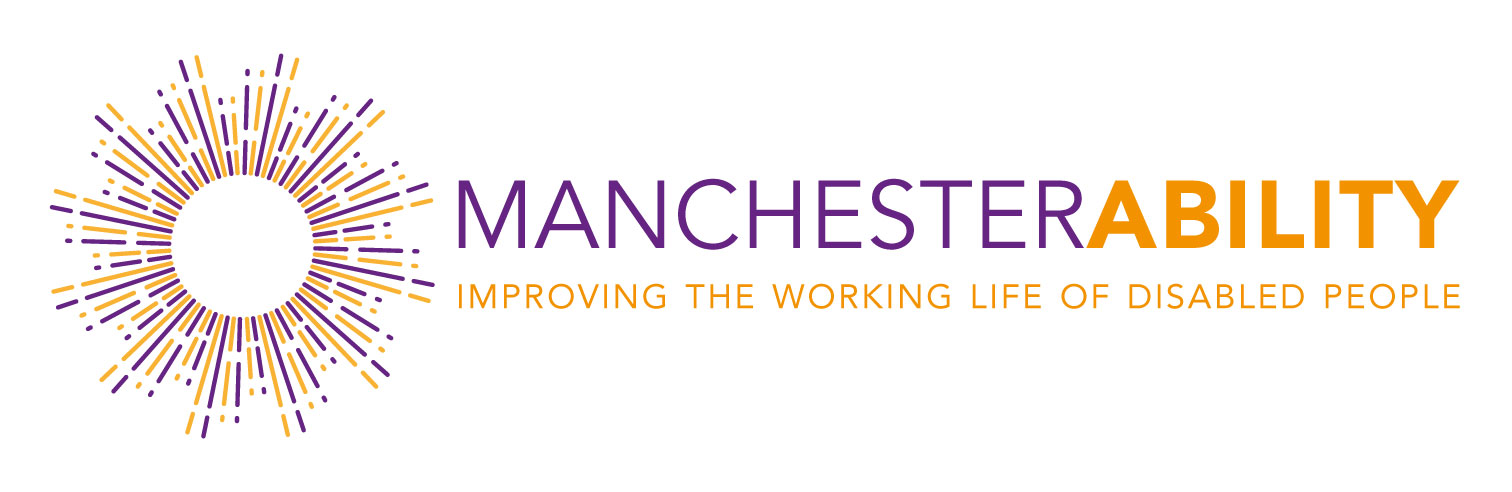 MANCHESTERABILITY
IMPROVING THE WORKING LIFE OF DISABLED PEOPLE